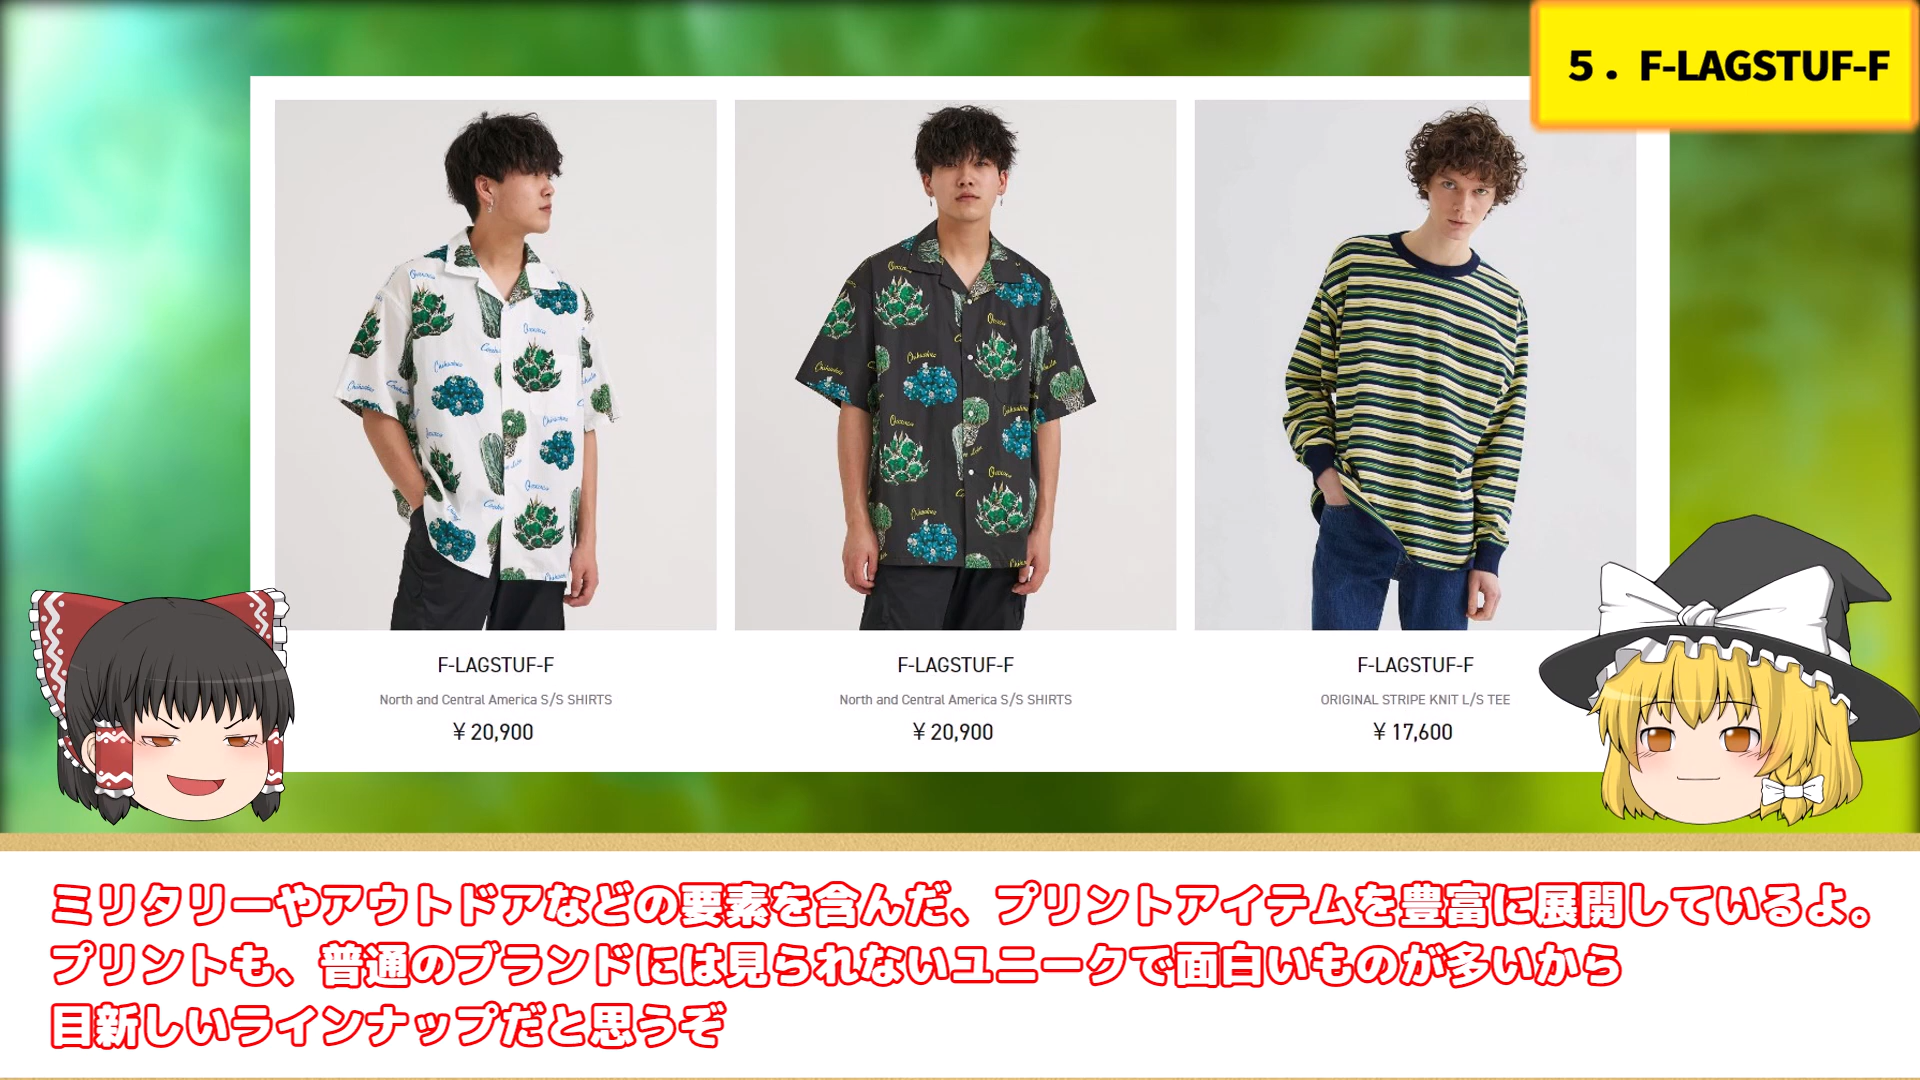 5．F-LAGSTUF-F
F-LAGSTUF-F
North and Central America S/S SHIRTS
￥20,900
F-LAGSTUF-F
North and Central America S/S SHIRTS
￥20,900
F-LAGSTUF-F
ORIGINAL STRIPE KNIT L/S TEE
￥17,600
ミリタリーやアウトドアなどの要素を含んだ、プリントアイテムを豊富に展開しているよ。
プリントも、普通のブランドには見られないユニークで面白いものが多いから
目新しいラインナップだと思うぞ